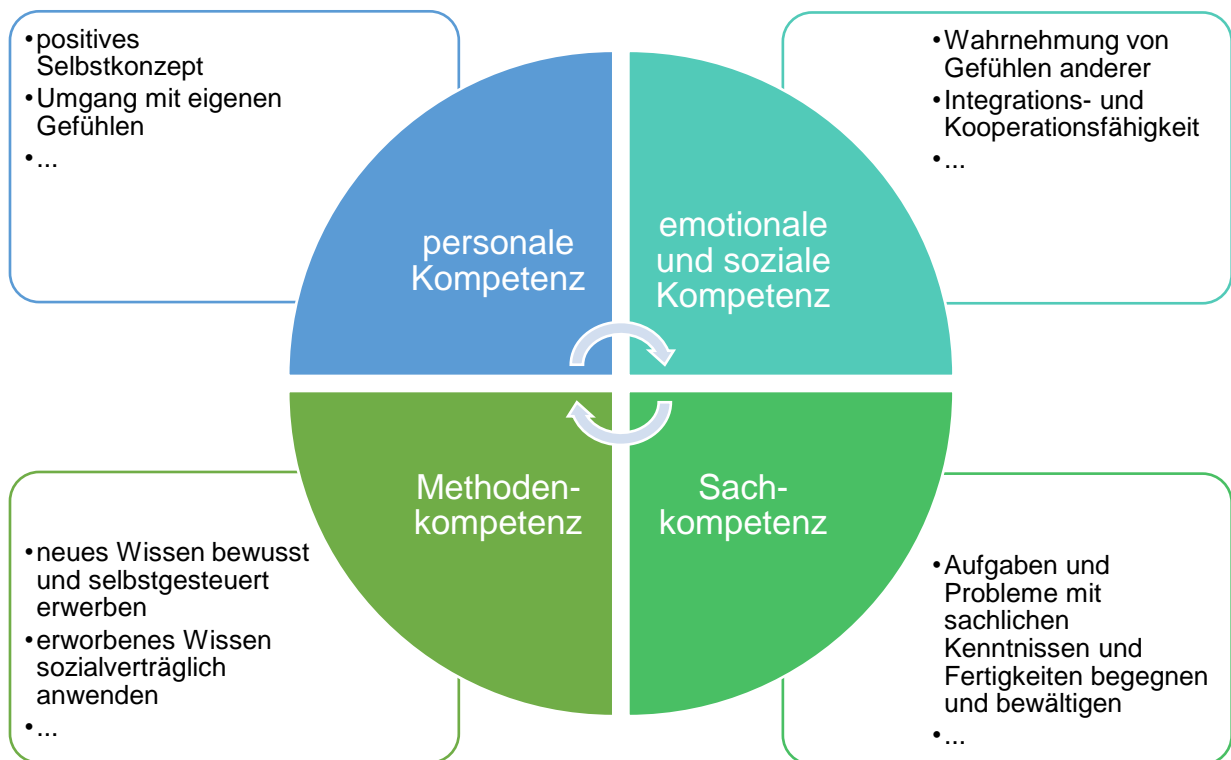 •positives
Selbstkonzept
•Umgang mit eigenen
Gefühlen
•...
•Wahrnehmung von
Gefühlen anderer
•Integrations- und
Kooperationsfähigkeit
•...
personale
Kompetenz
emotionale
und soziale
Kompetenz
Methoden-
kompetenz
Sach-
kompetenz
•neues Wissen bewusst
und selbstgesteuert
erwerben
•erworbenes Wissen
sozialverträglich
anwenden
•...
•Aufgaben und
Probleme mit
sachlichen
Kenntnissen und
Fertigkeiten begegnen
und bewältigen
•...